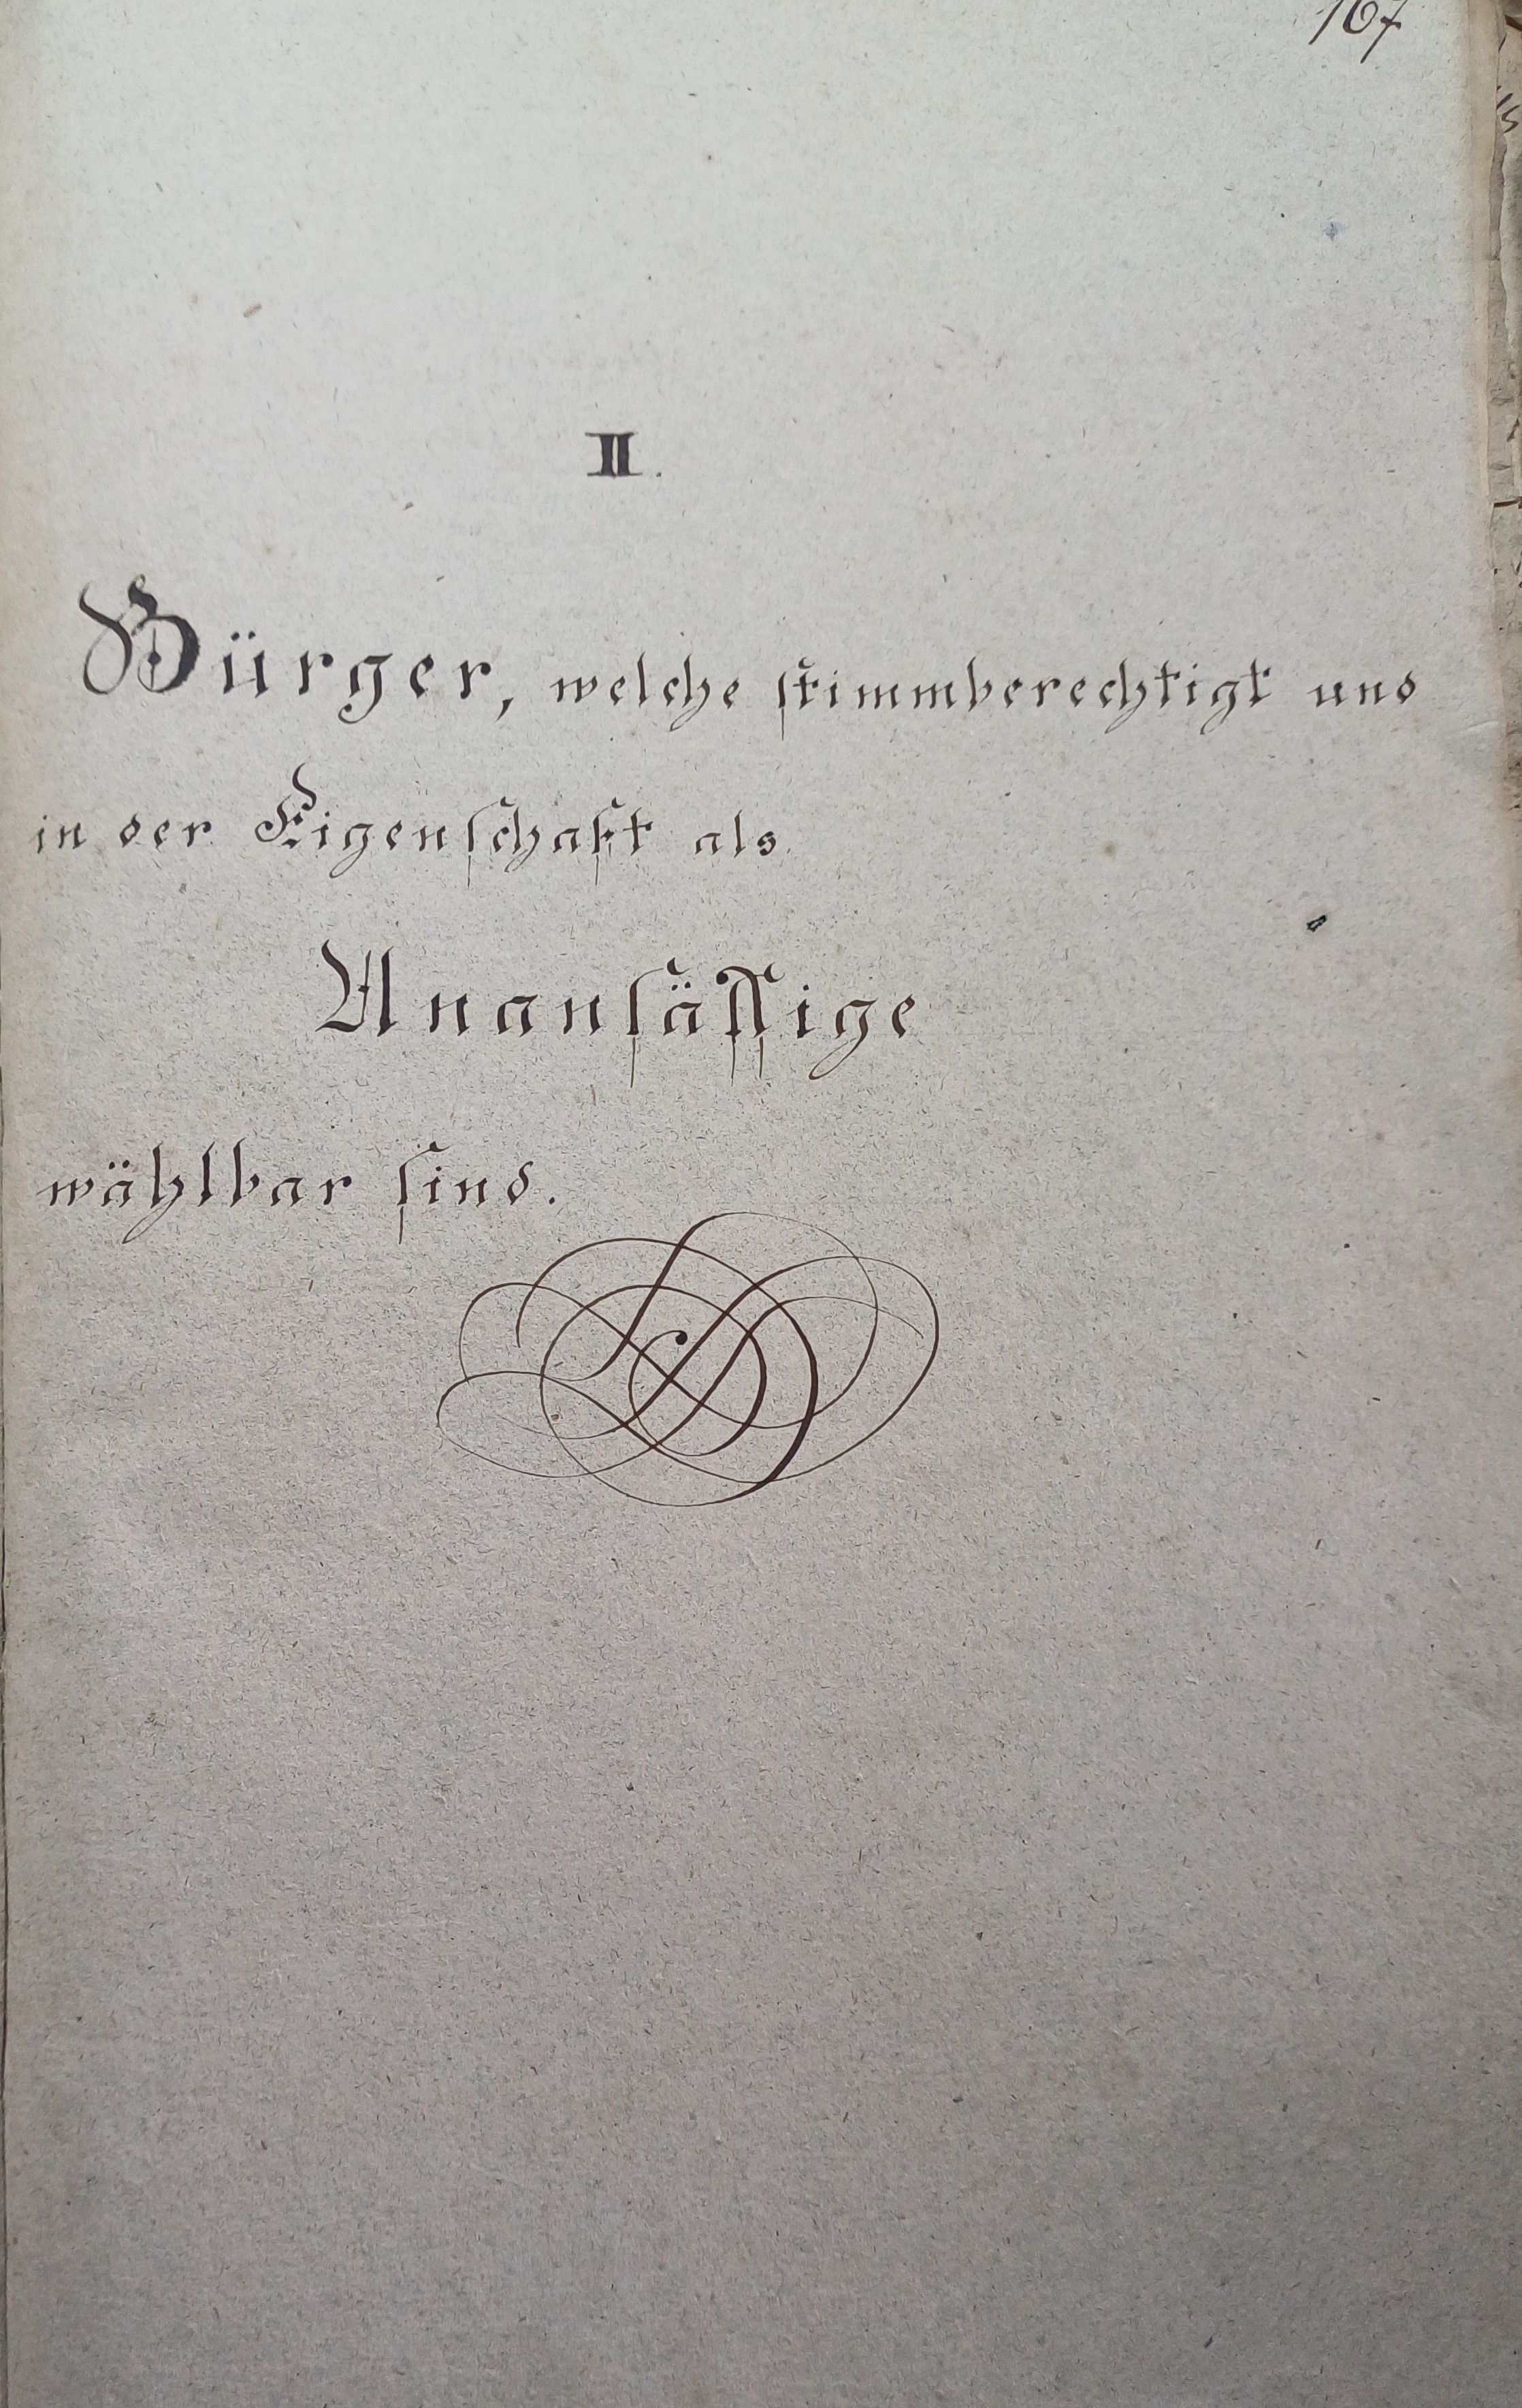 167
II.
Bürger, welche ſtimmberechtigt und
in der Eigenſchaft als
Unanſäſſige
wählbar ſind.